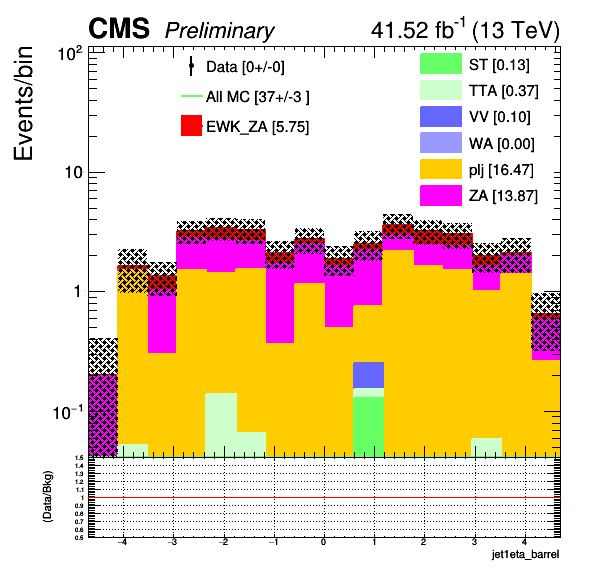 CMS Preliminary 41.52 fb⁻¹ (13 TeV)
Events/bin
10²
10
1
10⁻¹
Data [0+/-0]
All MC [37+/-3 ]
EWK_ZA [5.75]
ST [0.13]
TTA [0.37]
VV [0.10]
WA [0.00]
plj [16.47]
ZA [13.87]
(Data/Bkg)
1.5
1.4
1.3
1.2
1.1
1
0.9
0.8
0.7
0.6
0.5
−4 −3 −2 −1 0 1 2 3 4
jet1eta_barrel